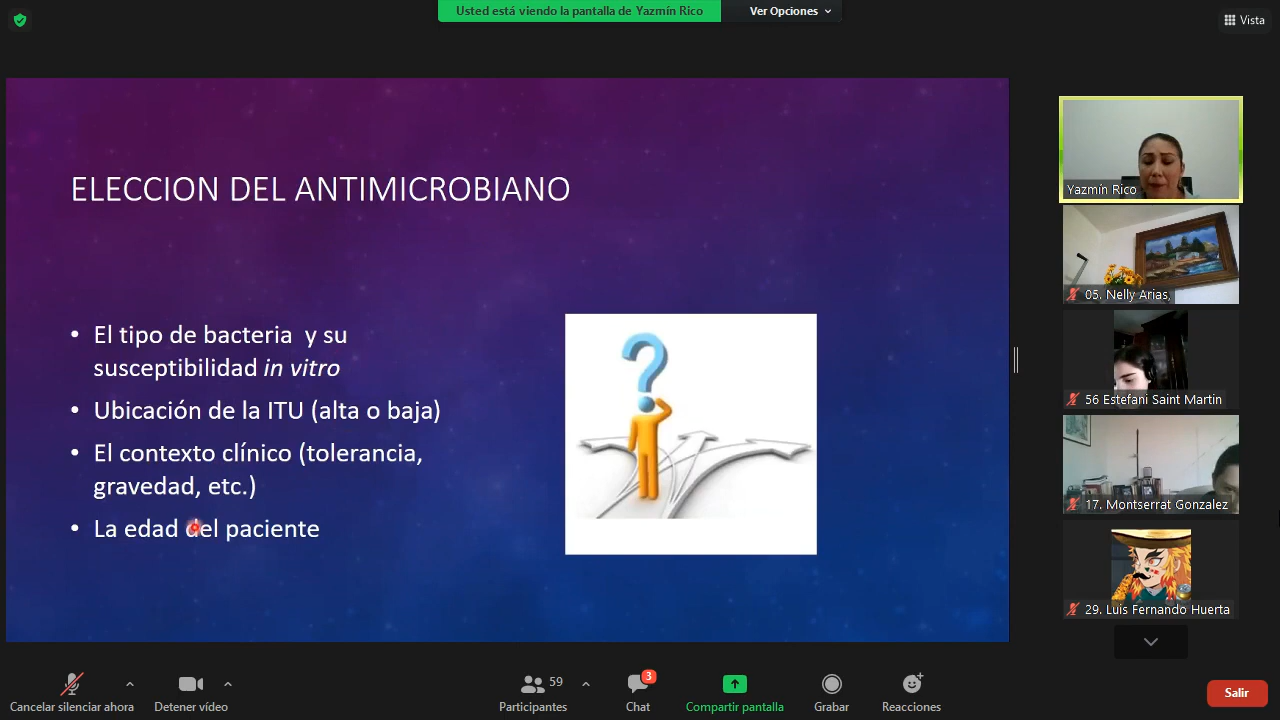 Usted está viendo la pantalla de Yazmín Rico
Ver Opciones
Vista
ELECCION DEL ANTIMICROBIANO
• El tipo de bacteria y su
susceptibilidad in vitro
• Ubicación de la ITU (alta o baja)
• El contexto clínico (tolerancia,
gravedad, etc.)
• La edad del paciente
Yazmín Rico
05. Nelly Arias,
56 Estefani Saint Martin
17. Montserrat Gonzalez
29. Luis Fernando Huerta
Cancelar silenciar ahora
Detener vídeo
59
Participantes
3
Chat
Compartir pantalla
Grabar
Reacciones
Salir